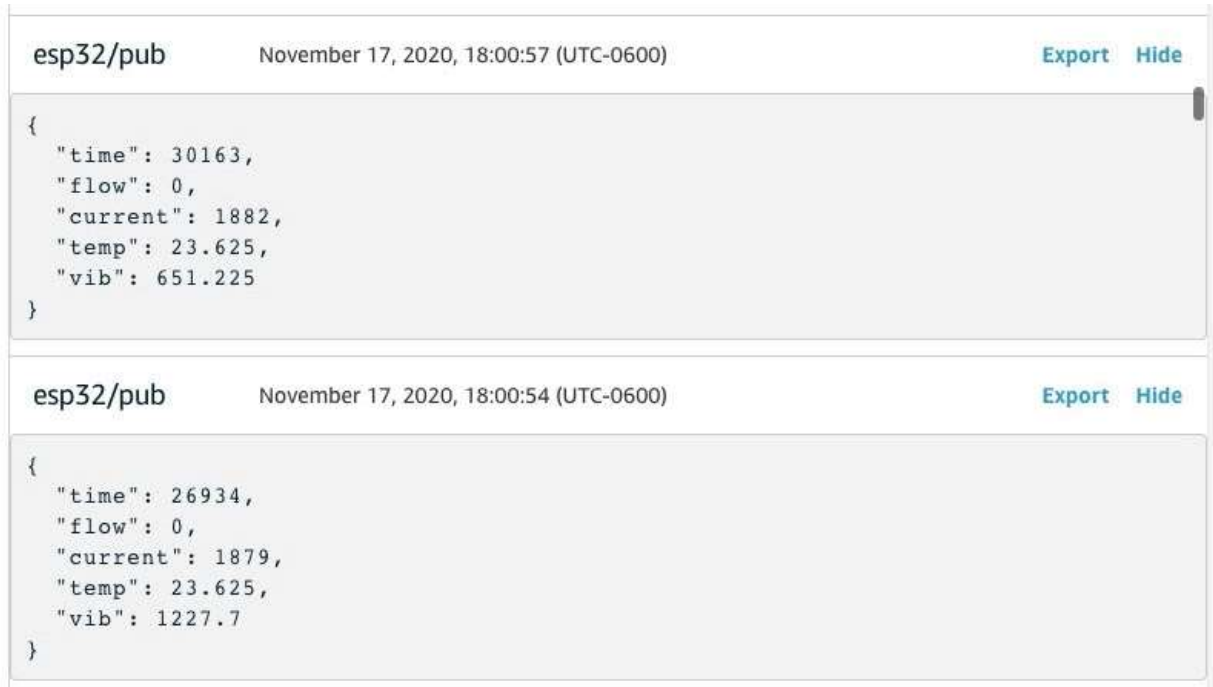 esp32/pub November 17, 2020, 18:00:57 (UTC-0600) Export Hide
{
"time": 30163,
"flow": 0,
"current": 1882,
"temp": 23.625,
"vib": 651.225
}
esp32/pub November 17, 2020, 18:00:54 (UTC-0600) Export Hide
{
"time": 26934,
"flow": 0,
"current": 1879,
"temp": 23.625,
"vib": 1227.7
}